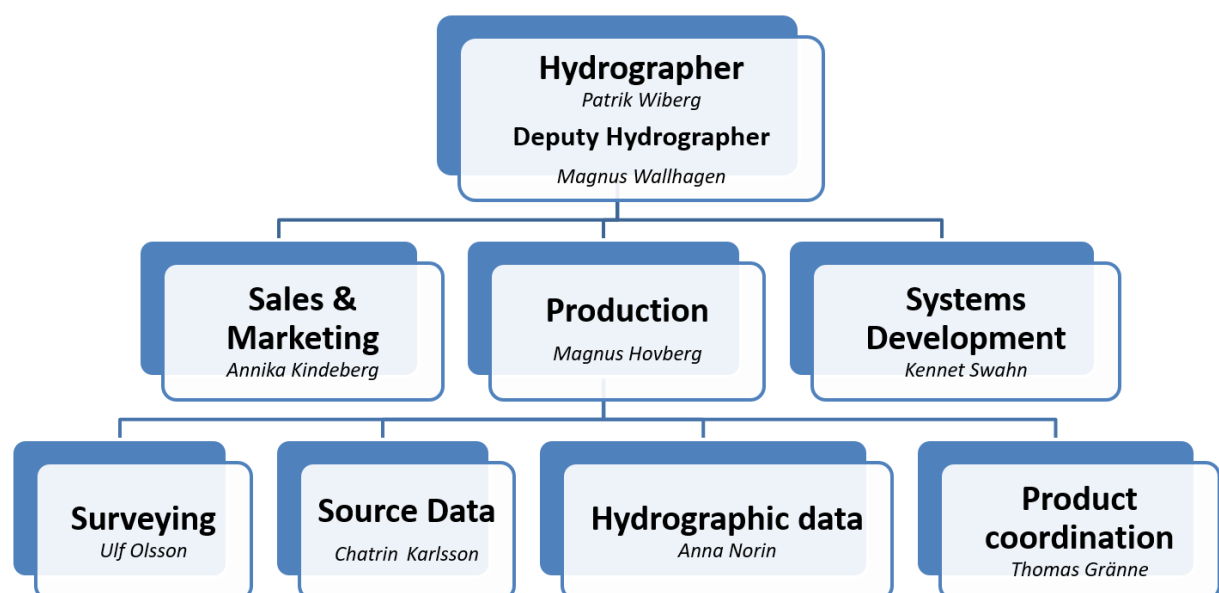 Hydrographer
Patrik Wiberg
Deputy Hydrographer
Magnus Wallhagen
Sales &
Marketing
Annika Kindeberg
Production
Magnus Hovberg
Systems
Development
Kennet Swahn
Surveying
Ulf Olsson
Source Data
Chatrin Karlsson
Hydrographic data
Anna Norin
Product
coordination
Thomas Gränne